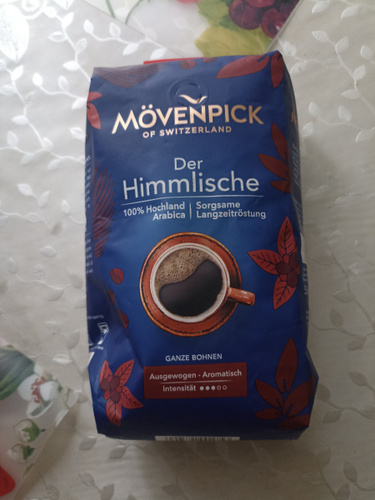 MÖVENPICK
OF SWITZERLAND
Der
Himmlische
100% Hochland Arabica | Sorgsame Langzeitröstung
GANZE BOHNEN
Ausgewogen - Aromatisch
Intensität